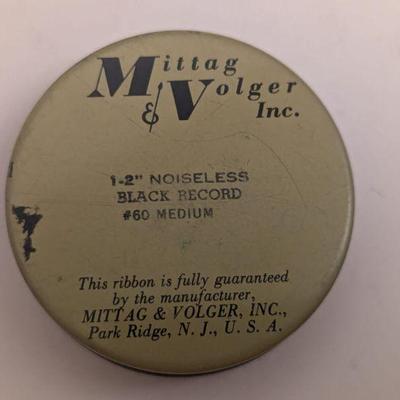 Mittag
& Volger
Inc.
1-2" NOISELESS
BLACK RECORD
#60 MEDIUM
This ribbon is fully guaranteed
by the manufacturer,
MITTAG & VOLGER, INC.,
Park Ridge, N. J., U. S. A.